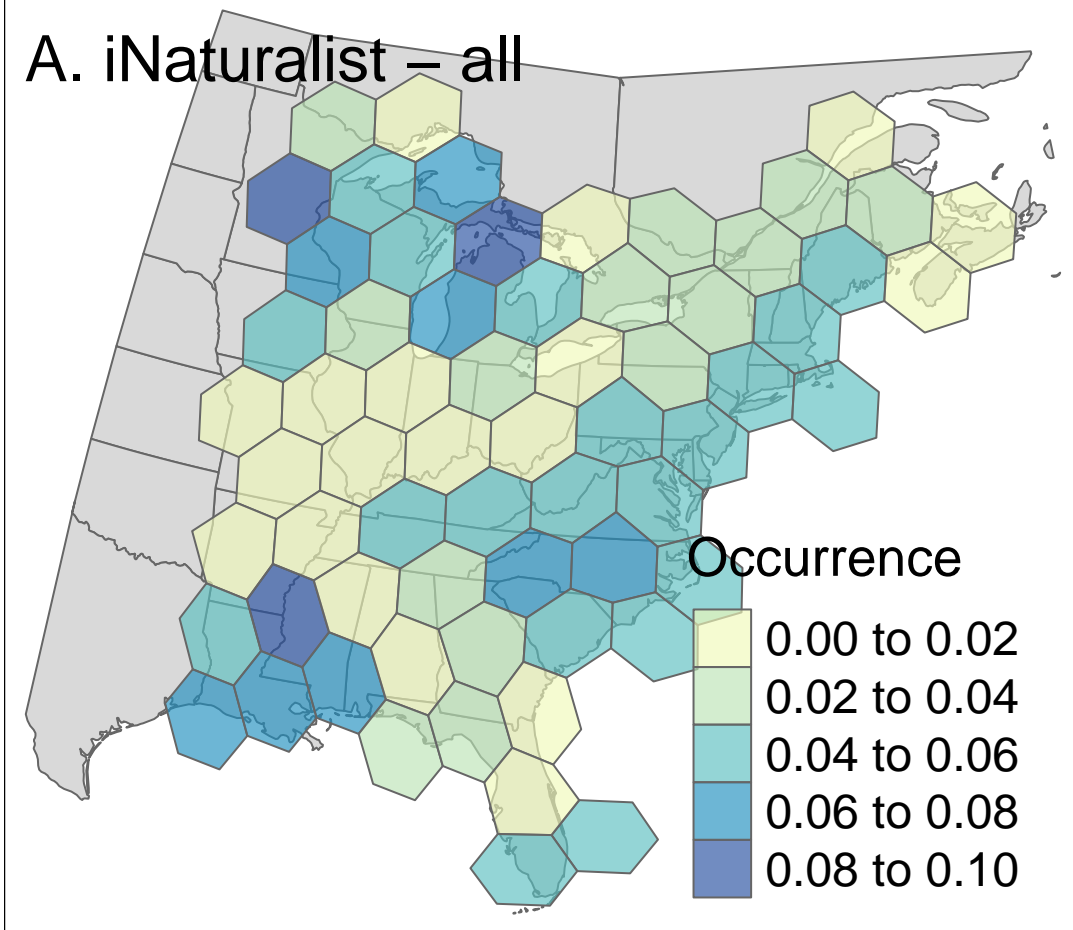 A. iNaturalist – all
Occurrence
0.00 to 0.02
0.02 to 0.04
0.04 to 0.06
0.06 to 0.08
0.08 to 0.10